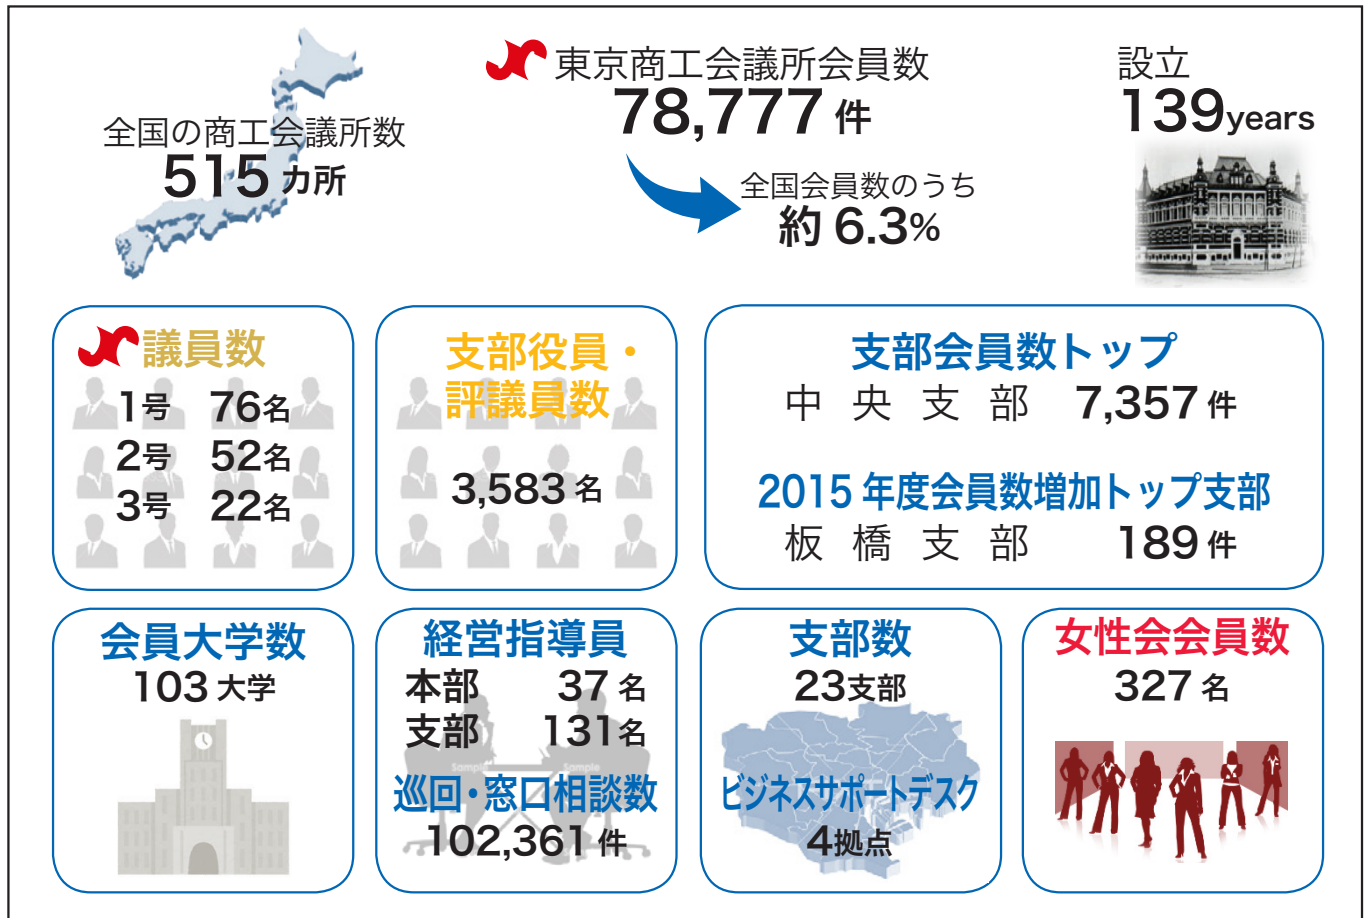 全国の商工会議所数
515カ所
東京商工会議所会員数
78,777件
全国会員数のうち
約6.3%
設立
139years
議員数
1号 76名
2号 52名
3号 22名
支部役員・
評議員数
3,583名
支部会員数トップ
中央支部 7,357件
2015年度会員数増加トップ支部
板橋支部 189件
会員大学数
103大学
経営指導員
本部 37名
支部 131名
Sample Sample
巡回・窓口相談数
102,361件
支部数
23支部
ビジネスサポートデスク
4拠点
女性会会員数
327名